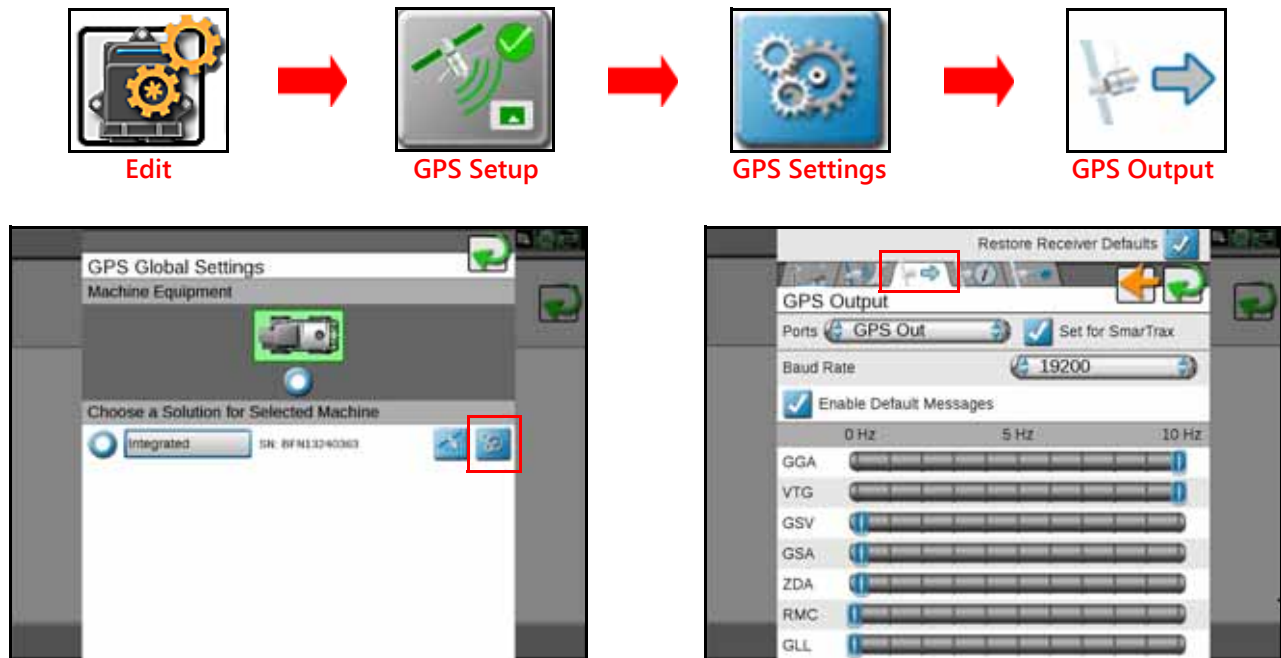 Edit
GPS Setup
GPS Settings
GPS Output
GPS Global Settings
Machine Equipment
Choose a Solution for Selected Machine
Integrated SN: BFN13240363
Restore Receiver Defaults
GPS Output
Ports GPS Out Set for SmarTrax
Baud Rate 19200
Enable Default Messages
0 Hz 5 Hz 10 Hz
GGA
VTG
GSV
GSA
ZDA
RMC
GLL